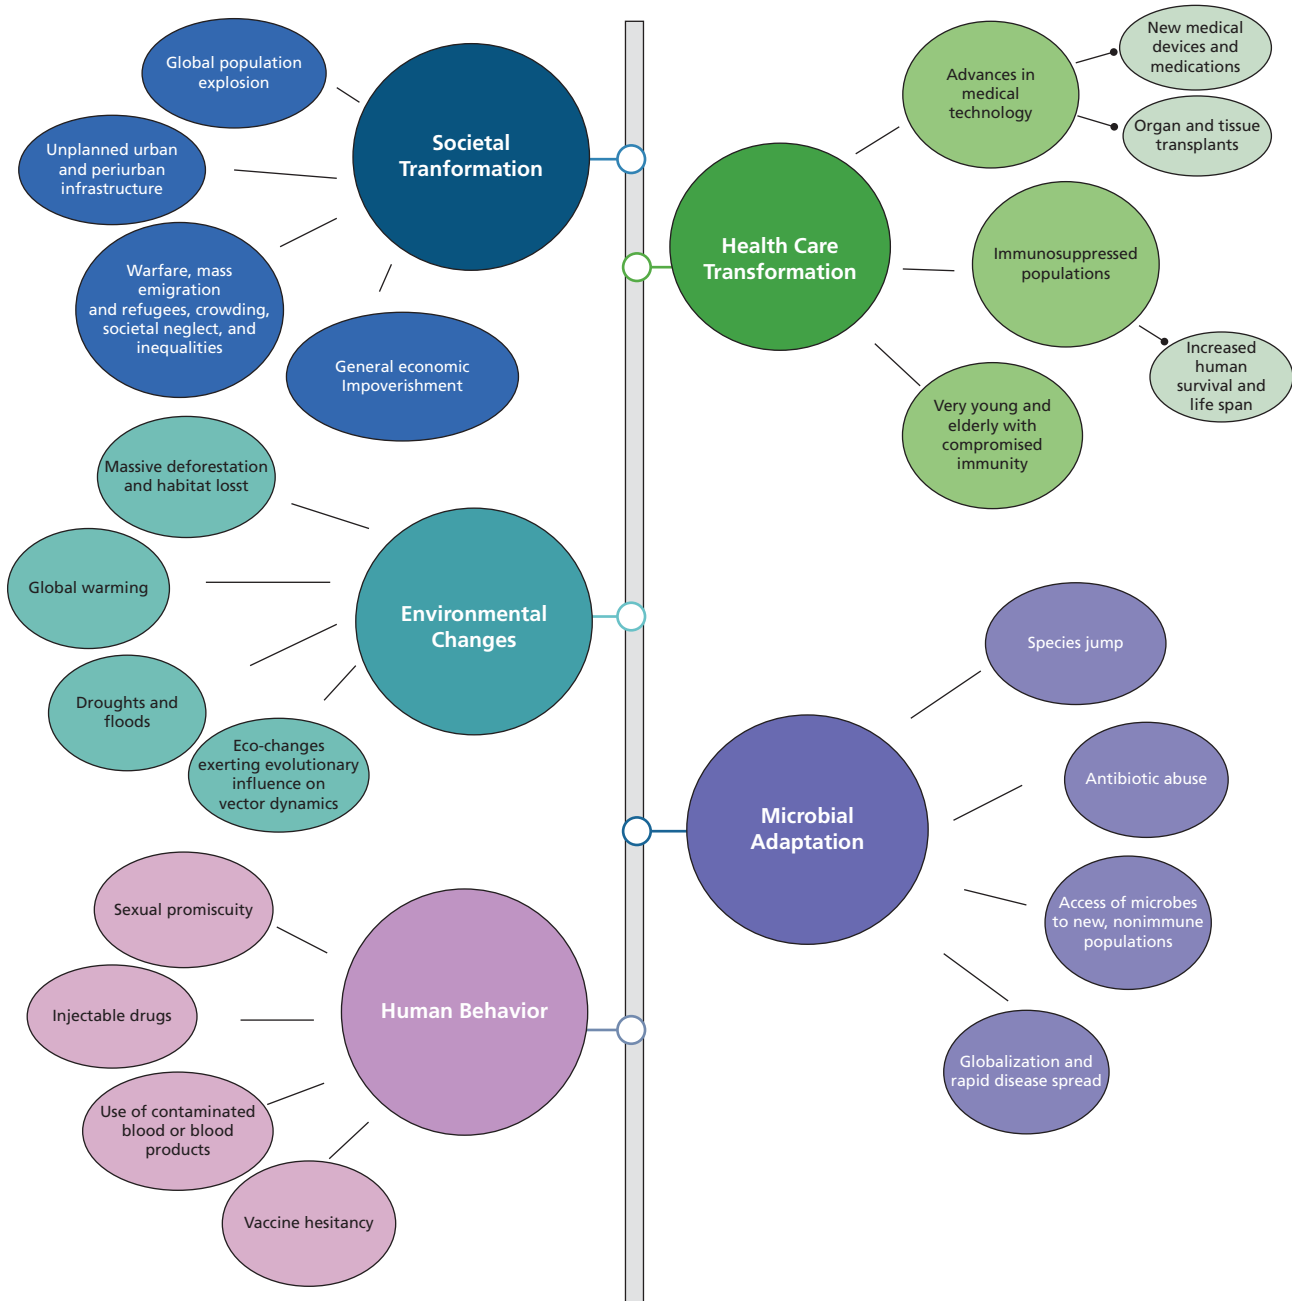 Global population
explosion
Societal
Tranformation
Unplanned urban
and periurban
infrastructure
Warfare, mass
emigration
and refugees, crowding,
societal neglect, and
inequalities
General economic
Impoverishment
New medical
devices and
medications
Advances in
medical
technology
Organ and tissue
transplants
Health Care
Transformation
Immunosuppressed
populations
Increased
human
survival and
life span
Very young and
elderly with
compromised
immunity
Massive deforestation
and habitat losst
Global warming
Environmental
Changes
Droughts and
floods
Eco-changes
exerting evolutionary
influence on
vector dynamics
Species jump
Antibiotic abuse
Microbial
Adaptation
Access of microbes
to new, nonimmune
populations
Globalization and
rapid disease spread
Sexual promiscuity
Human Behavior
Injectable drugs
Use of contaminated
blood or blood
products
Vaccine hesitancy